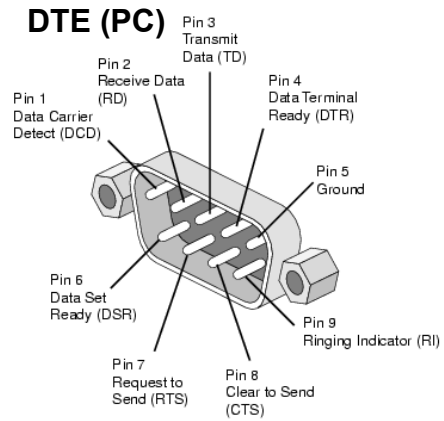 DTE (PC)
Pin 3
Transmit
Data (TD)
Pin 2
Receive Data
(RD)
Pin 4
Data Terminal
Ready (DTR)
Pin 1
Data Carrier
Detect (DCD)
Pin 5
Ground
Pin 6
Data Set
Ready (DSR)
Pin 9
Ringing Indicator (RI)
Pin 7
Request to
Send (RTS)
Pin 8
Clear to Send
(CTS)